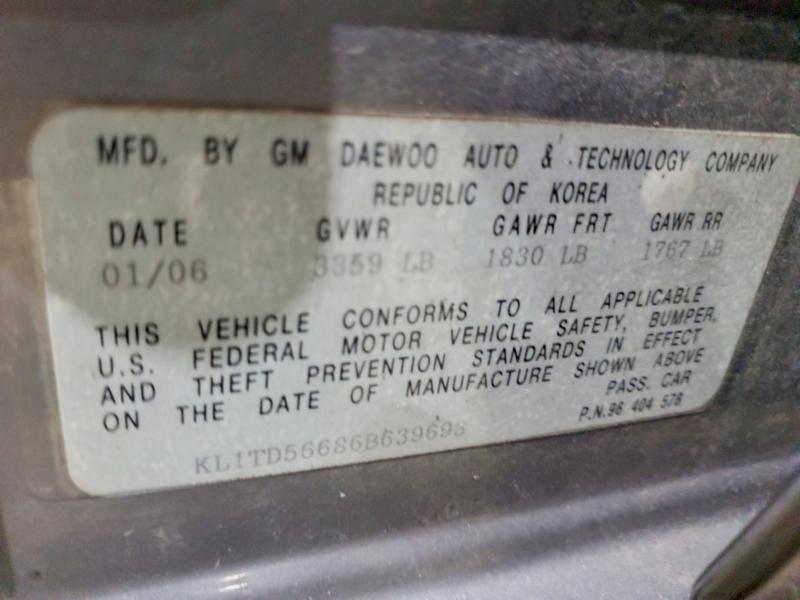 MFD. BY GM DAEWOO AUTO & TECHNOLOGY COMPANY
REPUBLIC OF KOREA
DATE GVWR GAWR FRT GAWR RR
01/06 3359 LB 1830 LB 1767 LB
THIS VEHICLE CONFORMS TO ALL APPLICABLE
U.S. FEDERAL MOTOR VEHICLE SAFETY, BUMPER,
AND THEFT PREVENTION STANDARDS IN EFFECT
ON THE DATE OF MANUFACTURE SHOWN ABOVE
PASS. CAR
P.N.96 404 578